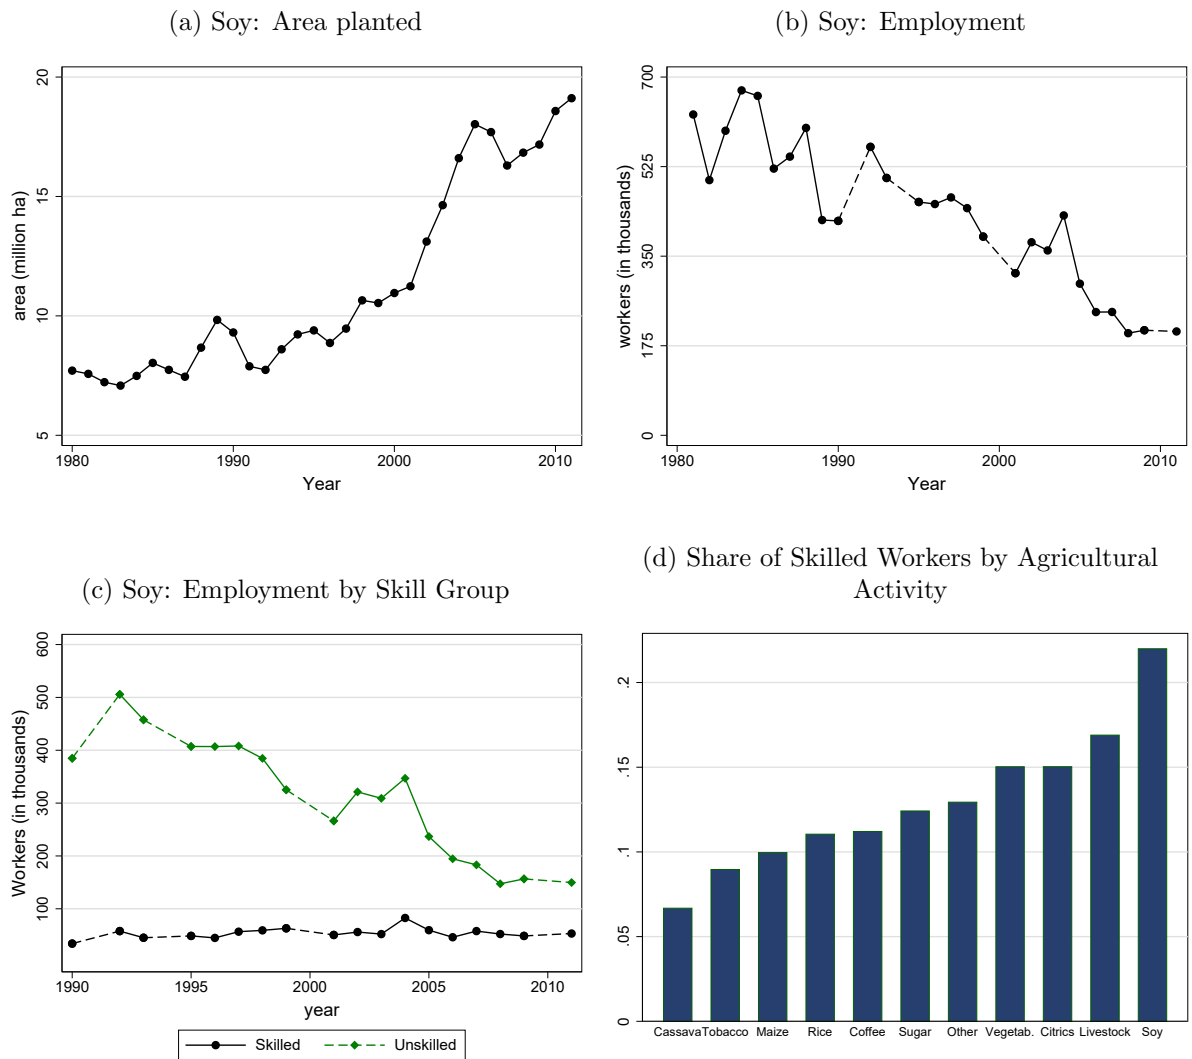 (a) Soy: Area planted
20
15
10
5
area (million ha)
1980 1990 2000 2010
Year
(b) Soy: Employment
700
525
350
175
0
workers (in thousands)
1980 1990 2000 2010
Year
(c) Soy: Employment by Skill Group
600
500
400
300
200
100
Workers (in thousands)
1990 1995 2000 2005 2010
year
Skilled Unskilled
(d) Share of Skilled Workers by Agricultural
Activity
.2
.15
.1
.05
0
Cassava Tobacco Maize Rice Coffee Sugar Other Vegetab. Citrics Livestock Soy